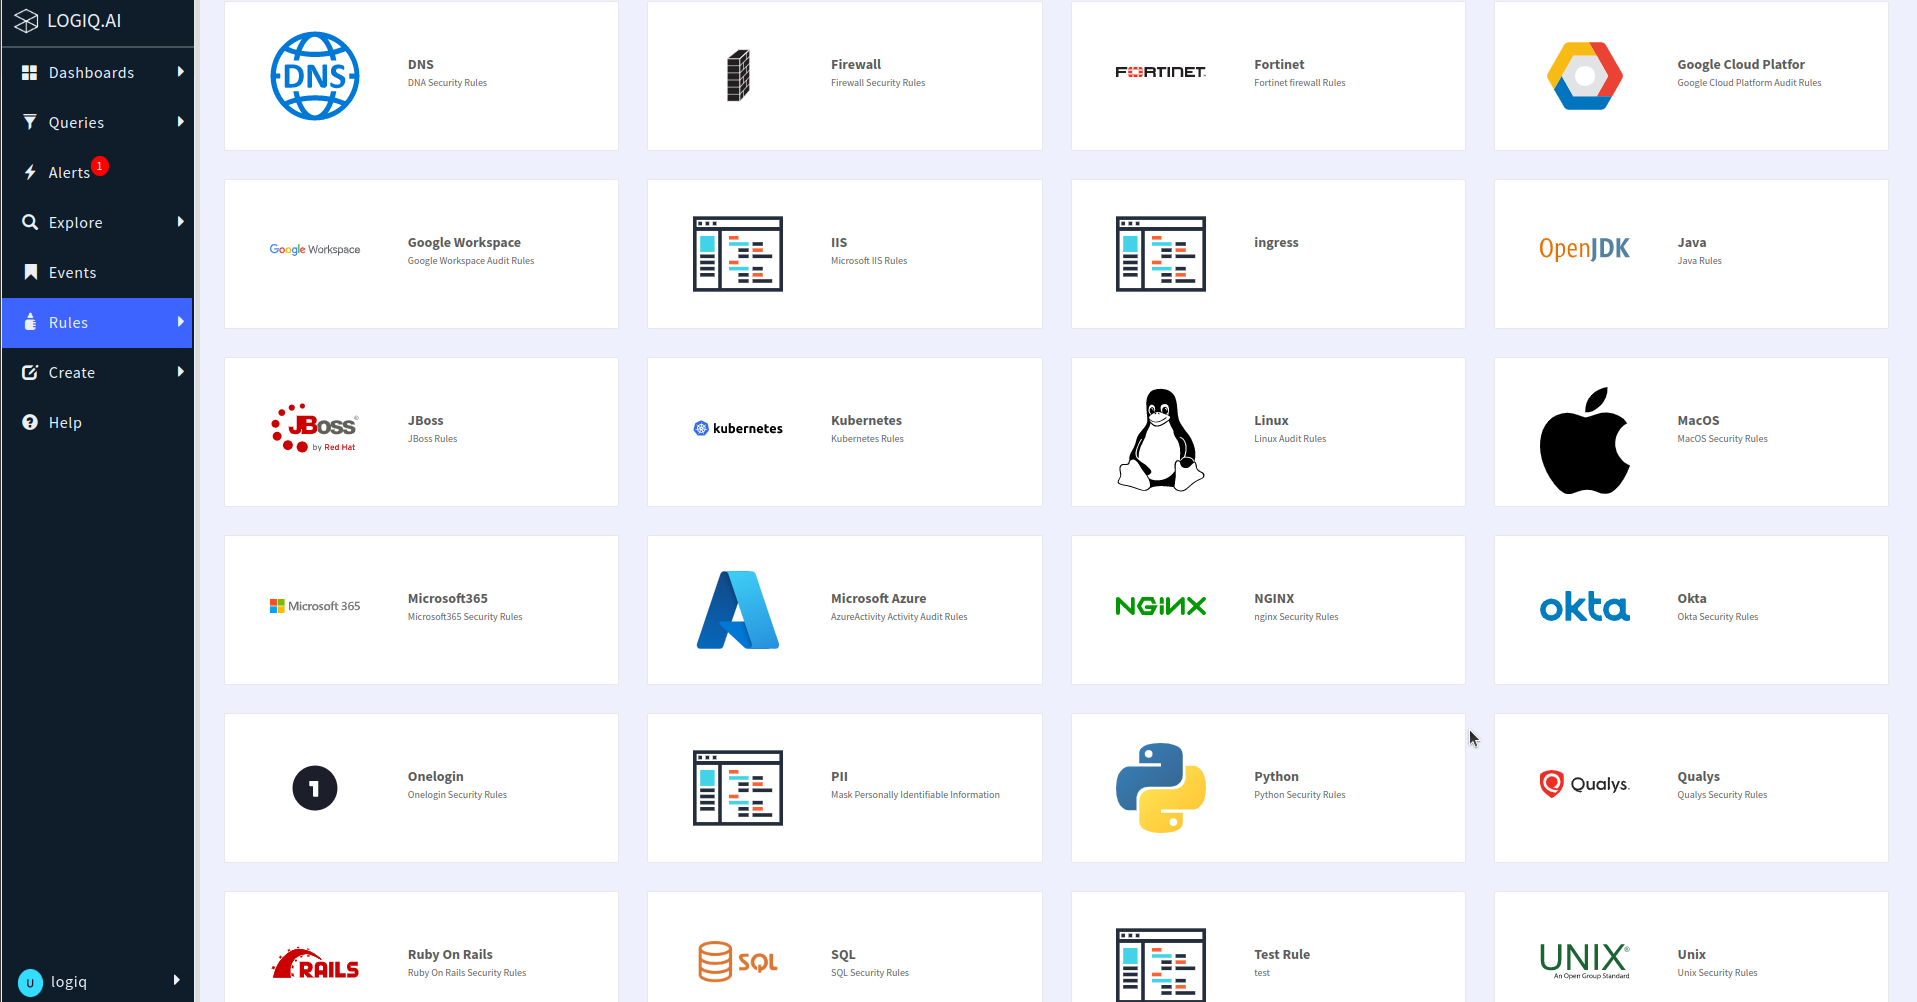 LOGIQ.AI
Dashboards
Queries
Alerts 1
Explore
Events
Rules
Create
Help
U logiq
DNS
DNS
DNA Security Rules
Firewall
Firewall Security Rules
FORTINET
Fortinet
Fortinet firewall Rules
Google Cloud Platfor
Google Cloud Platform Audit Rules
Google Workspace
Google Workspace
Google Workspace Audit Rules
IIS
Microsoft IIS Rules
ingress
OpenJDK
Java
Java Rules
JBoss
by Red Hat
JBoss
JBoss Rules
kubernetes
Kubernetes
Kubernetes Rules
Linux
Linux Audit Rules
MacOS
MacOS Security Rules
Microsoft 365
Microsoft365
Microsoft365 Security Rules
Microsoft Azure
AzureActivity Activity Audit Rules
NGINX
NGINX
nginx Security Rules
okta
Okta
Okta Security Rules
1
Onelogin
Onelogin Security Rules
PII
Mask Personally Identifiable Information
Python
Python Security Rules
Qualys.
Qualys
Qualys Security Rules
RAILS
Ruby On Rails
Ruby On Rails Security Rules
SQL
SQL
SQL Security Rules
Test Rule
test
UNIX®
An Open Group Standard
Unix
Unix Security Rules